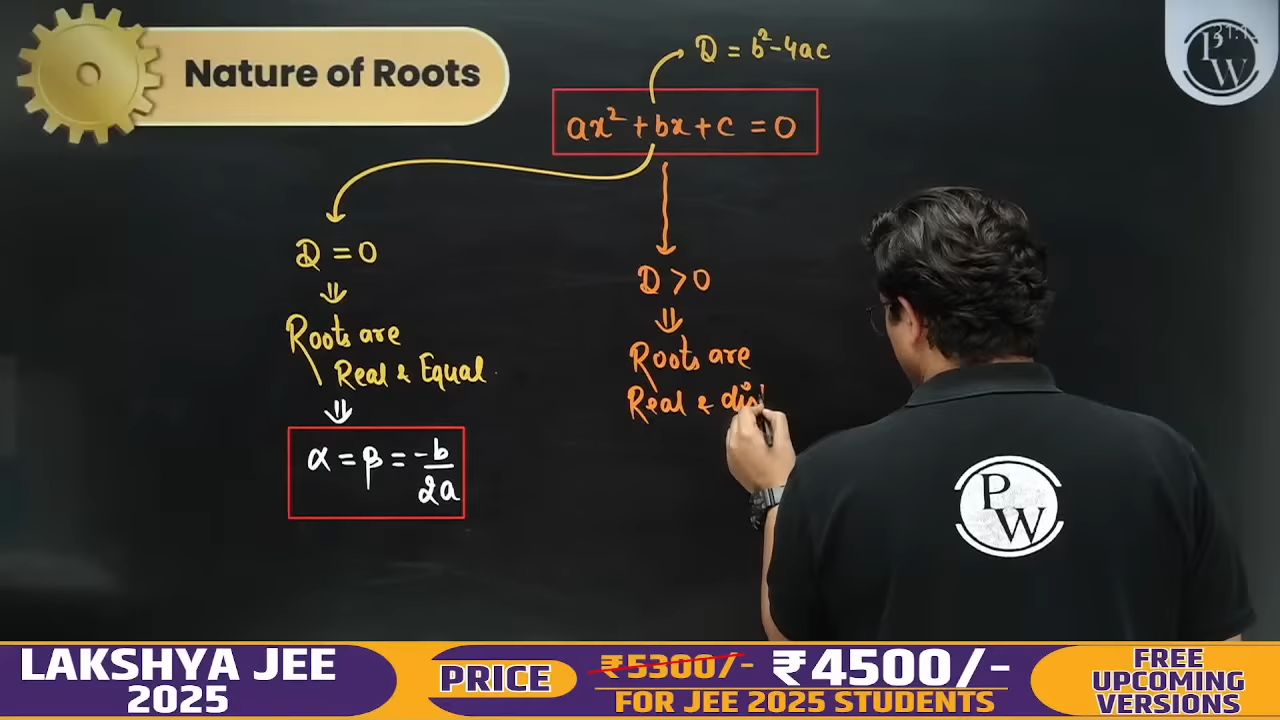 Nature of Roots
D = b²-4ac
ax² + bx + c = 0
D = 0
⇓
Roots are
Real & Equal
⇓
α = β = -b/2a
D > 0
⇓
Roots are
Real & dis
PW
PW
LAKSHYA JEE
2025
PRICE
₹5300/- ₹4500/-
FOR JEE 2025 STUDENTS
FREE
UPCOMING
VERSIONS